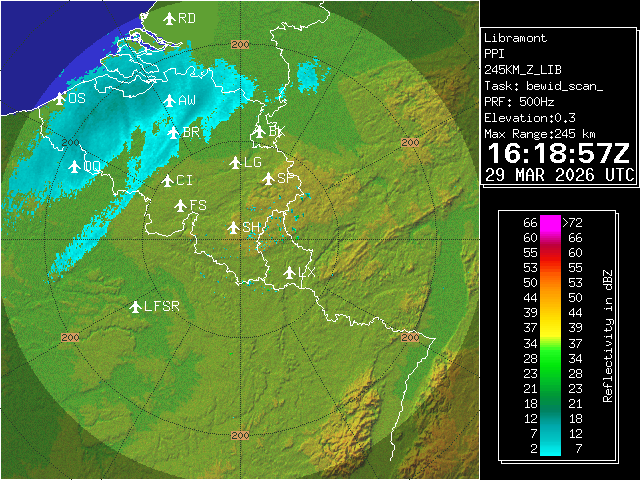 RD
200
OS
AW
BR
BK
200
200
LG
QQ
CI
SP
FS
SH
LX
LFSR
200
200
200
Libramont
PPI
245KM_Z_LIB
Task: bewid_scan_
PRF: 500Hz
Elevation:0.3
Max Range:245 km
16:18:57Z
29 MAR 2026 UTC
66 >72
60 66
55 60
53 55
50 53
44 50
39 44
37 39
34 37
28 34
23 28
21 23
18 21
12 18
7 12
2 7
Reflectivity in dBZ